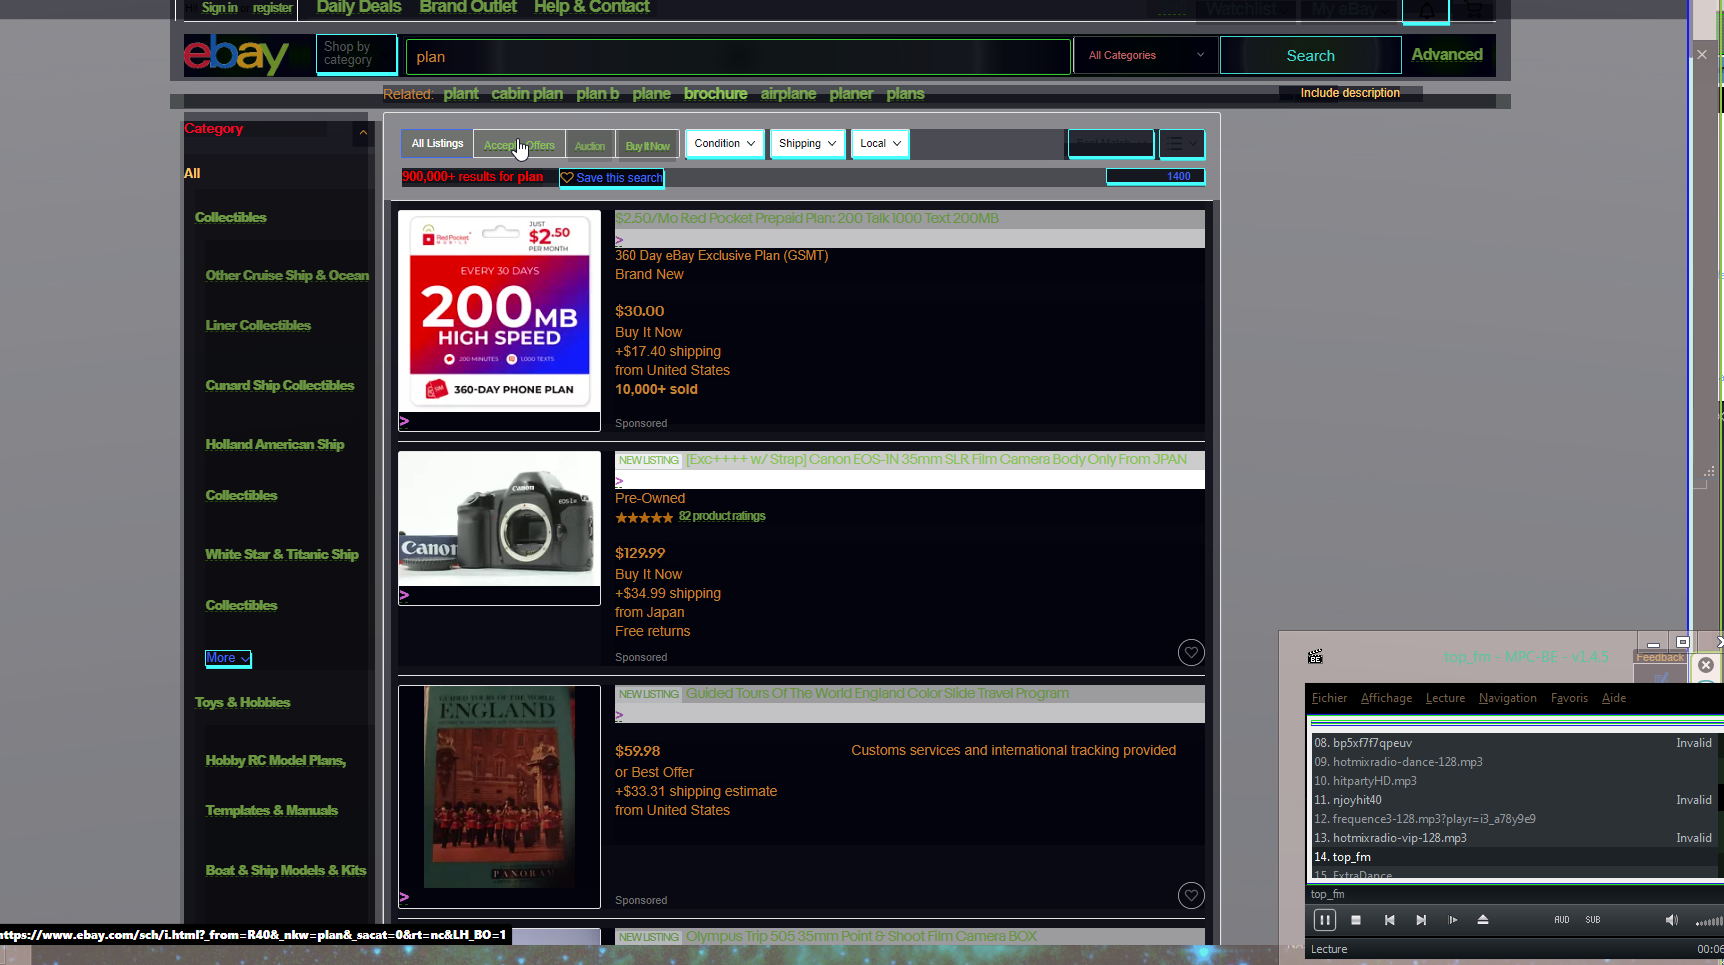 Sign in or register
Daily Deals
Brand Outlet
Help & Contact
Watchlist
My eBay
ebay
Shop by
category
plan
All Categories
Search
Advanced
Related: plant cabin plan plan b plane brochure airplane planer plans
Include description
Category
All Listings
Auction
Buy It Now
Condition
Shipping
Local
900,000+ results for plan
Save this search
1400
All
Collectibles
Other Cruise Ship & Ocean
Liner Collectibles
Cunard Ship Collectibles
Holland American Ship
Collectibles
White Star & Titanic Ship
Collectibles
More
Toys & Hobbies
Hobby RC Model Plans,
Templates & Manuals
Boat & Ship Models & Kits
Red Pocket
MOBILE
JUST
$2.50
PER MONTH
EVERY 30 DAYS
200MB
HIGH SPEED
200 MINUTES
1,000 TEXTS
SIM
360-DAY PHONE PLAN
>
$2.50/Mo Red Pocket Prepaid Plan: 200 Talk 1000 Text 200MB
>
360 Day eBay Exclusive Plan (GSMT)
Brand New
$30.00
Buy It Now
+$17.40 shipping
from United States
10,000+ sold
Sponsored
Canon
EOS-1N
Canon
>
NEW LISTING [Exc++++ w/ Strap] Canon EOS-1N 35mm SLR Film Camera Body Only From JPAN
>
Pre-Owned
82 product ratings
$129.99
Buy It Now
+$34.99 shipping
from Japan
Free returns
Sponsored
GUIDED TOURS OF THE WORLD
ENGLAND
PANORAM
>
NEW LISTING Guided Tours Of The World England Color Slide Travel Program
>
$59.98
or Best Offer
+$33.31 shipping estimate
from United States
Customs services and international tracking provided
Sponsored
NEW LISTING Olympus Trip 505 35mm Point & Shoot Film Camera BOX
https://www.ebay.com/sch/i.html?_from=R40&_nkw=plan&_sacat=0&rt=nc&LH_BO=1
BE
top_fm - MPC-BE - v1.4.5
Feedback
Fichier Affichage Lecture Navigation Favoris Aide
08. bp5xf7f7qpeuv Invalid
09. hotmixradio-dance-128.mp3
10. hitpartyHD.mp3
11. njoyhit40 Invalid
12. frequence3-128.mp3?playr=i3_a78y9e9
13. hotmixradio-vip-128.mp3 Invalid
14. top_fm
15. ExtraDance
top_fm
AUD SUB
Lecture